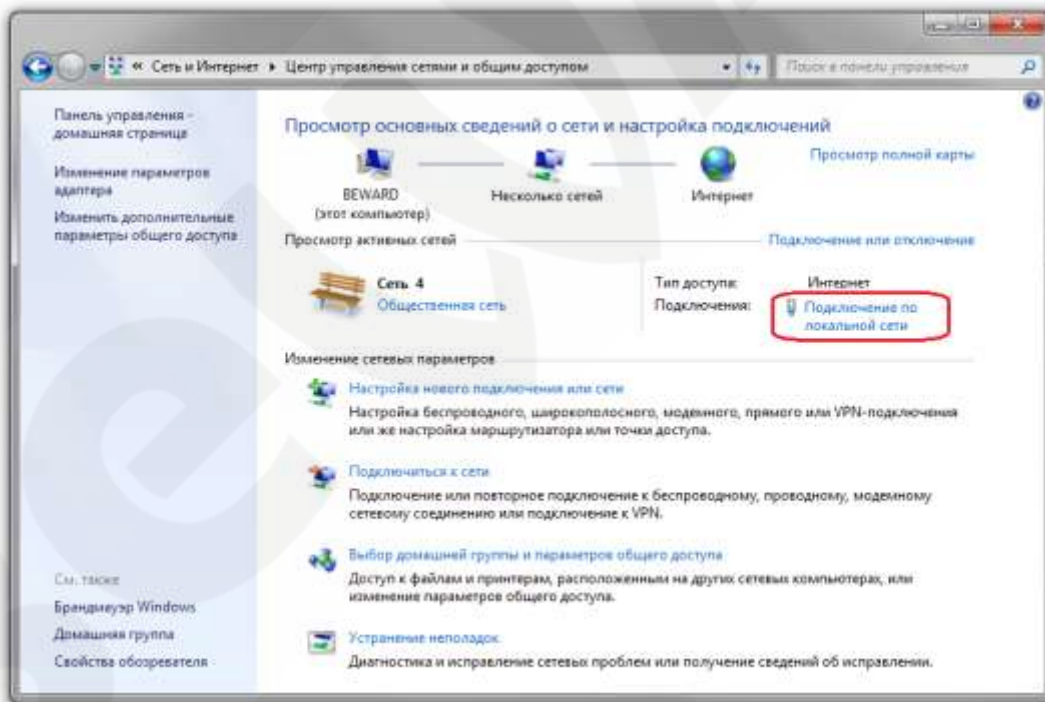 « Сеть и Интернет ▸ Центр управления сетями и общим доступом
Поиск в панели управления
Панель управления -
домашняя страница
Изменение параметров
адаптера
Изменить дополнительные
параметры общего доступа
Просмотр основных сведений о сети и настройка подключений
Просмотр полной карты
BEWARD
(этот компьютер)
Несколько сетей
Интернет
Просмотр активных сетей
Подключение или отключение
Сеть 4
Общественная сеть
Тип доступа:
Интернет
Подключения:
Подключение по
локальной сети
Изменение сетевых параметров
Настройка нового подключения или сети
Настройка беспроводного, широкополосного, модемного, прямого или VPN-подключения
или же настройка маршрутизатора или точки доступа.
Подключиться к сети
Подключение или повторное подключение к беспроводному, проводному, модемному
сетевому соединению или подключение к VPN.
Выбор домашней группы и параметров общего доступа
Доступ к файлам и принтерам, расположенным на других сетевых компьютерах, или
изменение параметров общего доступа.
Устранение неполадок
Диагностика и исправление сетевых проблем или получение сведений об исправлении.
См. также
Брандмауэр Windows
Домашняя группа
Свойства обозревателя